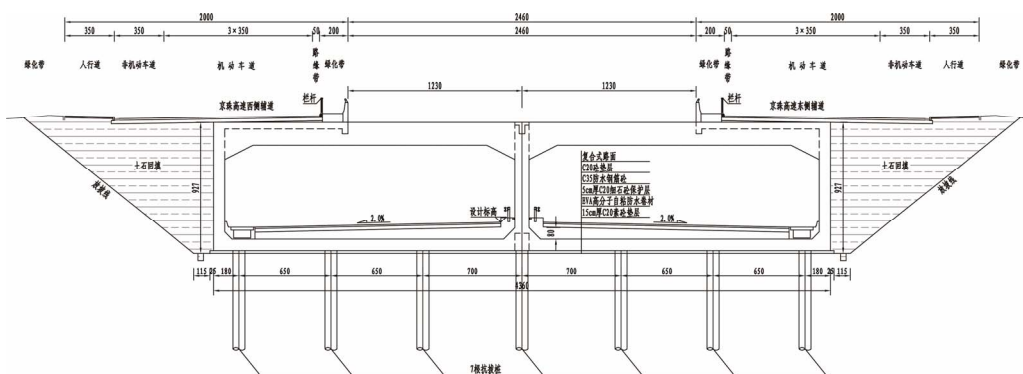 2000 2460 2000
350 350 3×350 50 200 2460 200 50 3×350 350 350
绿化带 人行道 非机动车道 机动车道 路缘带 绿化带 绿化带 路缘带 机动车道 非机动车道 人行道 绿化带
1230 1230
京珠高速西侧辅道 栏杆 栏杆 京珠高速东侧辅道
土石回填 927 放坡线
复合式路面
C20砼垫层
C35防水钢筋砼
5cm厚C20细石砼保护层
EVA高分子自粘防水卷材
15cm厚C20素砼垫层
927 土石回填 放坡线
2.0% 设计标高 80 2.0%
115 25 180 650 650 700 700 650 650 180 25 115
4360
7根抗拔桩